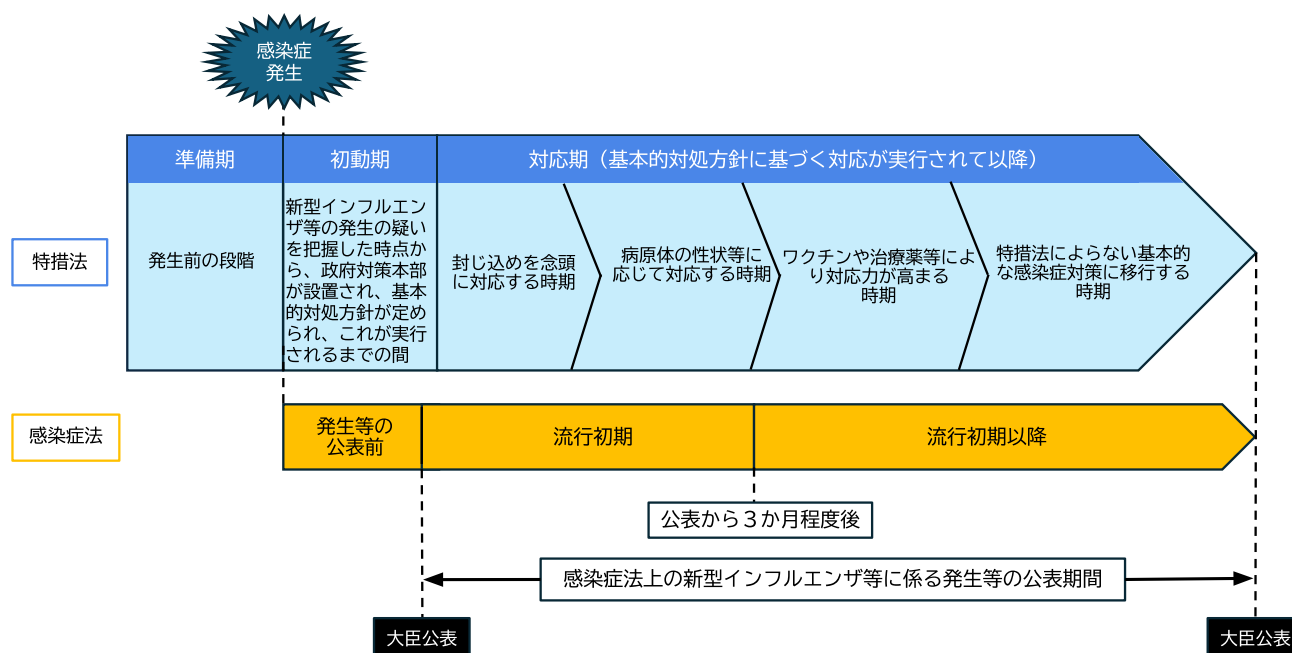 感染症
発生
準備期
初動期
対応期（基本的対処方針に基づく対応が実行されて以降）
特措法
発生前の段階
新型インフルエン
ザ等の発生の疑い
を把握した時点か
ら、政府対策本部
が設置され、基本
的対処方針が定め
られ、これが実行
されるまでの間
封じ込めを念頭
に対応する時期
病原体の性状等に
応じて対応する時期
ワクチンや治療薬等によ
り対応力が高まる
時期
特措法によらない基本的
な感染症対策に移行する
時期
感染症法
発生等の
公表前
流行初期
流行初期以降
公表から３か月程度後
感染症法上の新型インフルエンザ等に係る発生等の公表期間
大臣公表
大臣公表